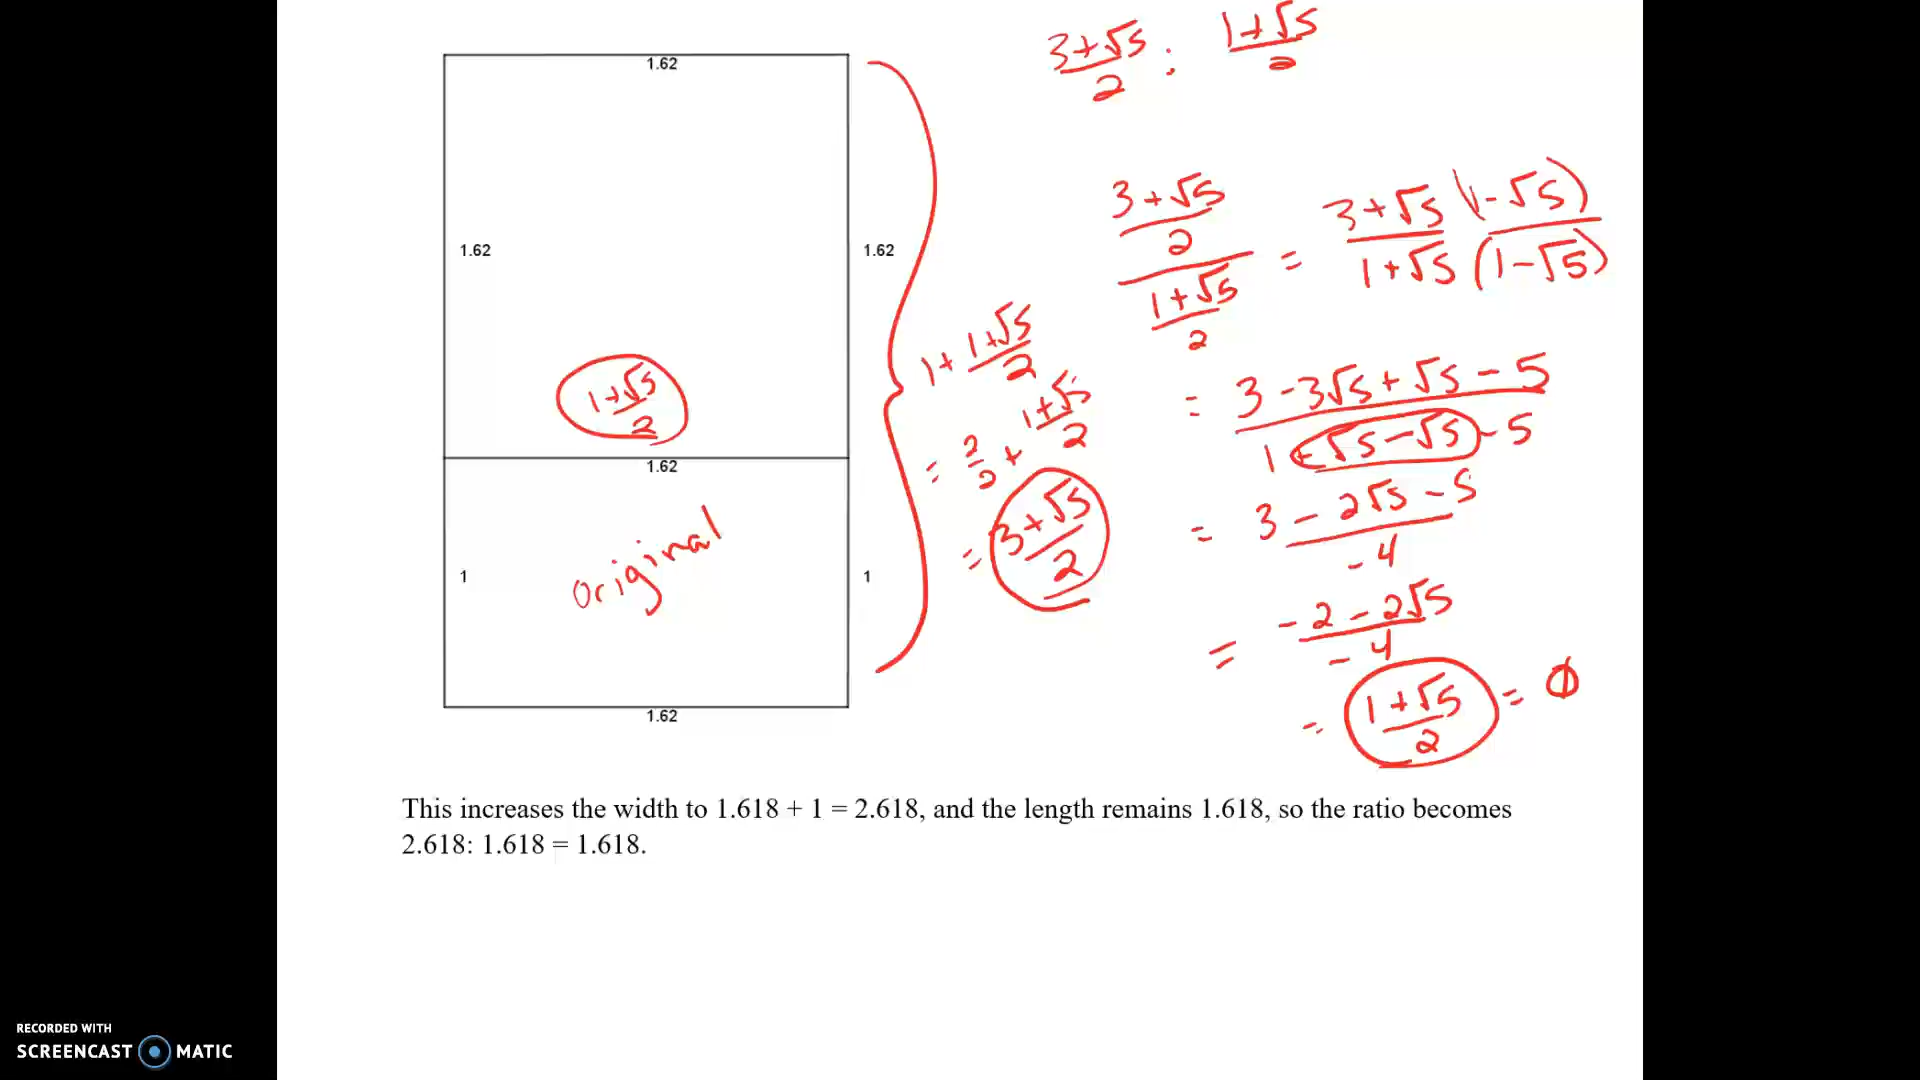 3+√5/2 : 1+√5/2
1.62
1.62
1.62
(3+√5/2)/(1+√5/2) = 3+√5/1+√5 (1-√5)/(1-√5)
1+√5/2
1 + 1+√5/2
= 2/2 + 1+√5/2
= 3+√5/2
= 3 - 3√5 + √5 - 5/1 + √5 - √5 - 5
= 3 - 2√5 - 5/-4
= -2 - 2√5/-4
= 1+√5/2 = Φ
1.62
original
1
1
1.62
This increases the width to 1.618 + 1 = 2.618, and the length remains 1.618, so the ratio becomes
2.618: 1.618 = 1.618.
RECORDED WITH
SCREENCAST MATIC